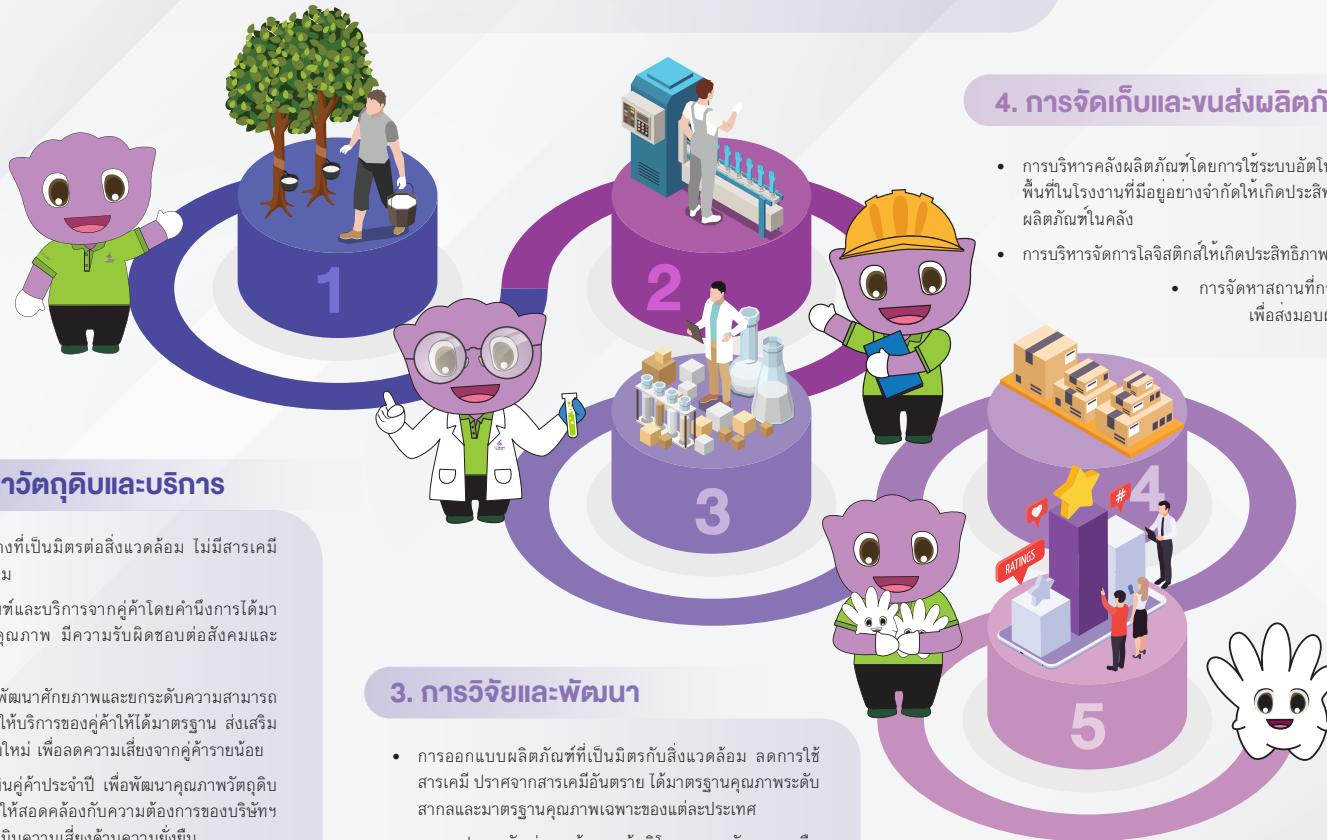 1
2
3
4
5
#
RATINGS
4. การจัดเก็บและขนส่งผลิตภั
• การบริหารคลังผลิตภัณฑ์โดยการใช้ระบบอัตโน
พื้นที่ในโรงงานที่มีอยู่อย่างจำกัดให้เกิดประสิท
ผลิตภัณฑ์ในคลัง
• การบริหารจัดการโลจิสติกส์ให้เกิดประสิทธิภาพ
• การจัดหาสถานที่ก
เพื่อส่งมอบ
าวัตถุดิบและบริการ
างที่เป็นมิตรต่อสิ่งแวดล้อม ไม่มีสารเคมี
ม
ฑ์และบริการจากคู่ค้าโดยคำนึงการได้มา
คุณภาพ มีความรับผิดชอบต่อสังคมและ
พัฒนาศักยภาพและยกระดับความสามารถ
ให้บริการของคู่ค้าให้ได้มาตรฐาน ส่งเสริม
ยใหม่ เพื่อลดความเสี่ยงจากคู่ค้ารายน้อย
นคู่ค้าประจำปี เพื่อพัฒนาคุณภาพวัตถุดิบ
ให้สอดคล้องกับความต้องการของบริษัทฯ
เมินความเสี่ยงด้านความยั่งยืน
3. การวิจัยและพัฒนา
• การออกแบบผลิตภัณฑ์ที่เป็นมิตรกับสิ่งแวดล้อม ลดการใช้
สารเคมี ปราศจากสารเคมีอันตราย ได้มาตรฐานคุณภาพระดับ
สากลและมาตรฐานคุณภาพเฉพาะของแต่ละประเทศ